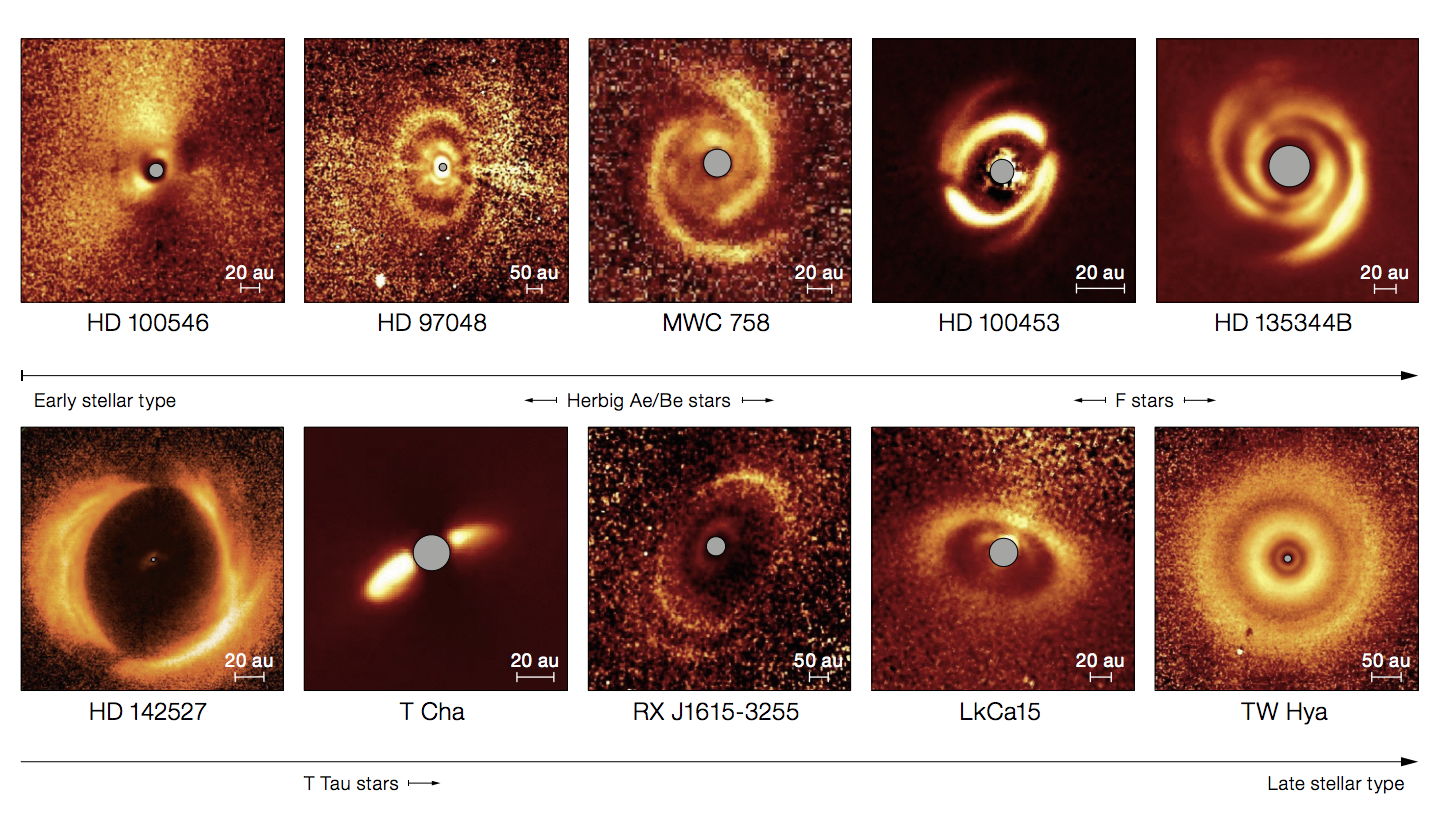 20 au
50 au
20 au
20 au
20 au
HD 100546
HD 97048
MWC 758
HD 100453
HD 135344B
Early stellar type
Herbig Ae/Be stars
F stars
20 au
20 au
50 au
20 au
50 au
HD 142527
T Cha
RX J1615-3255
LkCa15
TW Hya
T Tau stars
Late stellar type